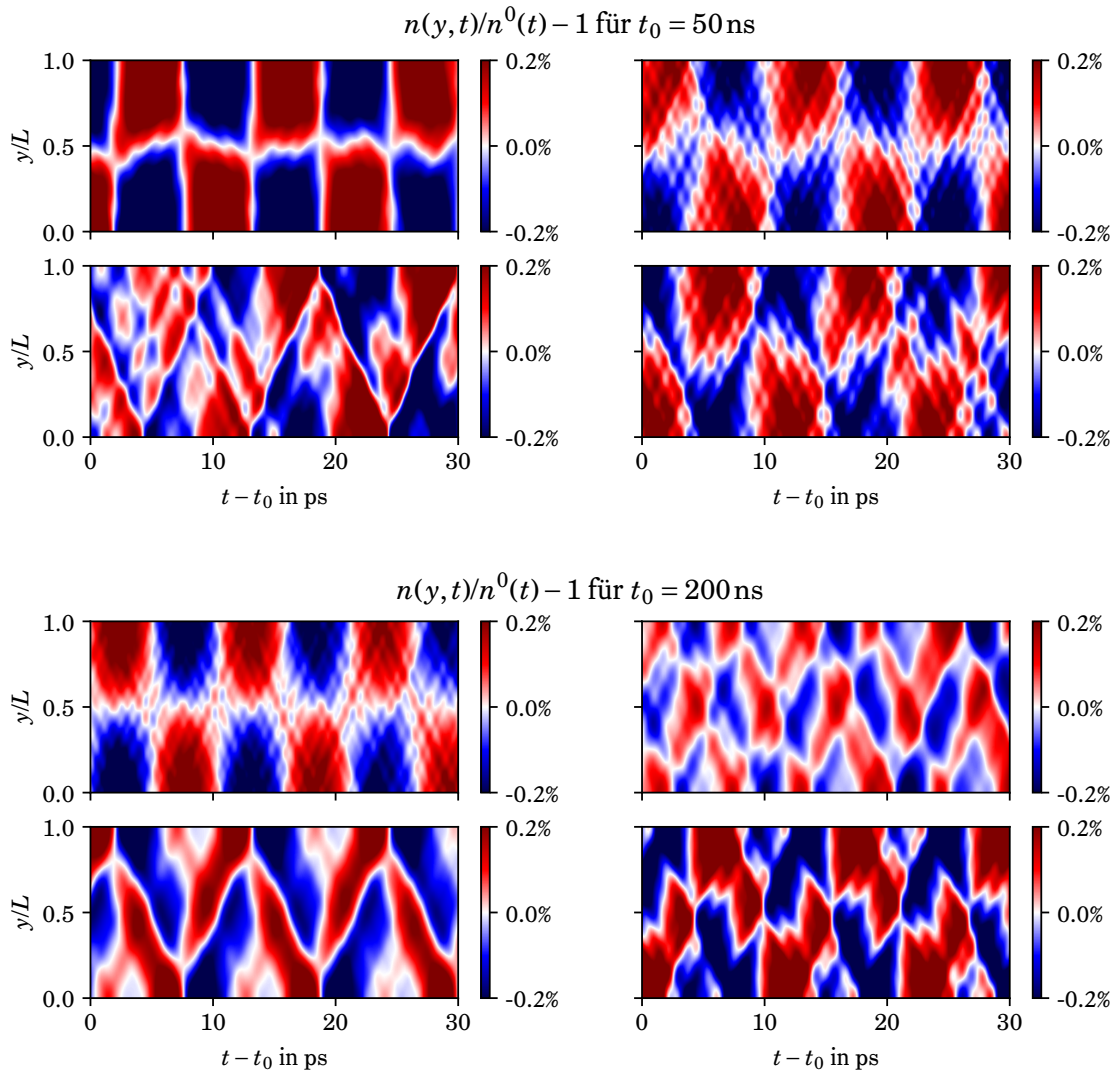 n(y,t)/n⁰(t) − 1 für t₀ = 50 ns
1.0 0.2% 0.2%
y/L 0.5 0.0% 0.0%
0.0 -0.2% -0.2%
1.0 0.2% 0.2%
y/L 0.5 0.0% 0.0%
0.0 -0.2% -0.2%
0 10 20 30 0 10 20 30
t − t₀ in ps t − t₀ in ps
n(y,t)/n⁰(t) − 1 für t₀ = 200 ns
1.0 0.2% 0.2%
y/L 0.5 0.0% 0.0%
0.0 -0.2% -0.2%
1.0 0.2% 0.2%
y/L 0.5 0.0% 0.0%
0.0 -0.2% -0.2%
0 10 20 30 0 10 20 30
t − t₀ in ps t − t₀ in ps